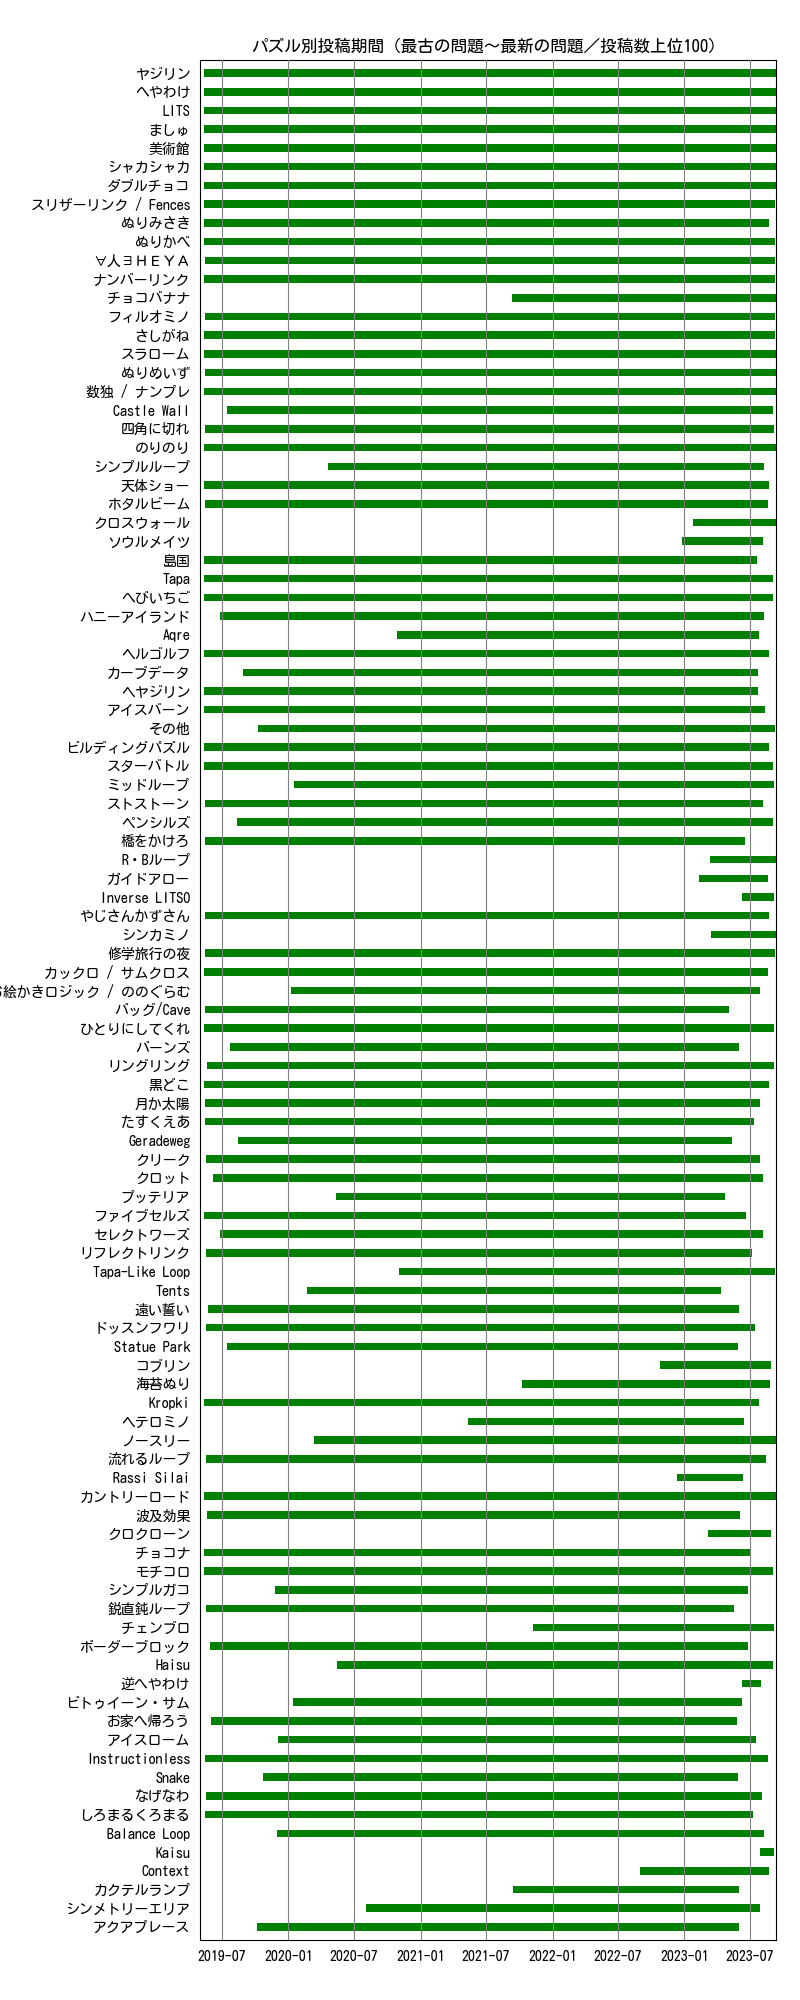 パズル別投稿期間（最古の問題～最新の問題／投稿数上位100）
ヤジリン
へやわけ
LITS
ましゅ
美術館
シャカシャカ
ダブルチョコ
スリザーリンク / Fences
ぬりみさき
ぬりかべ
∀人∃ＨＥＹＡ
ナンバーリンク
チョコバナナ
フィルオミノ
さしがね
スラローム
ぬりめいず
数独 / ナンプレ
Castle Wall
四角に切れ
のりのり
シンプルループ
天体ショー
ホタルビーム
クロスウォール
ソウルメイツ
島国
Tapa
へびいちご
ハニーアイランド
Aqre
ヘルゴルフ
カーブデータ
ヘヤジリン
アイスバーン
その他
ビルディングパズル
スターバトル
ミッドループ
ストストーン
ペンシルズ
橋をかけろ
R・Bループ
ガイドアロー
Inverse LITSO
やじさんかずさん
シンカミノ
修学旅行の夜
カックロ / サムクロス
絵かきロジック / ののぐらむ
バッグ/Cave
ひとりにしてくれ
バーンズ
リングリング
黒どこ
月か太陽
たすくえあ
Geradeweg
クリーク
クロット
ブッテリア
ファイブセルズ
セレクトワーズ
リフレクトリンク
Tapa-Like Loop
Tents
遠い誓い
ドッスンフワリ
Statue Park
コブリン
海苔ぬり
Kropki
ヘテロミノ
ノースリー
流れるループ
Rassi Silai
カントリーロード
波及効果
クロクローン
チョコナ
モチコロ
シンプルガコ
鋭直鈍ループ
チェンブロ
ボーダーブロック
Haisu
逆へやわけ
ビトゥイーン・サム
お家へ帰ろう
アイスローム
Instructionless
Snake
なげなわ
しろまるくろまる
Balance Loop
Kaisu
Context
カクテルランプ
シンメトリーエリア
アクアプレース
2019-07 2020-01 2020-07 2021-01 2021-07 2022-01 2022-07 2023-01 2023-07